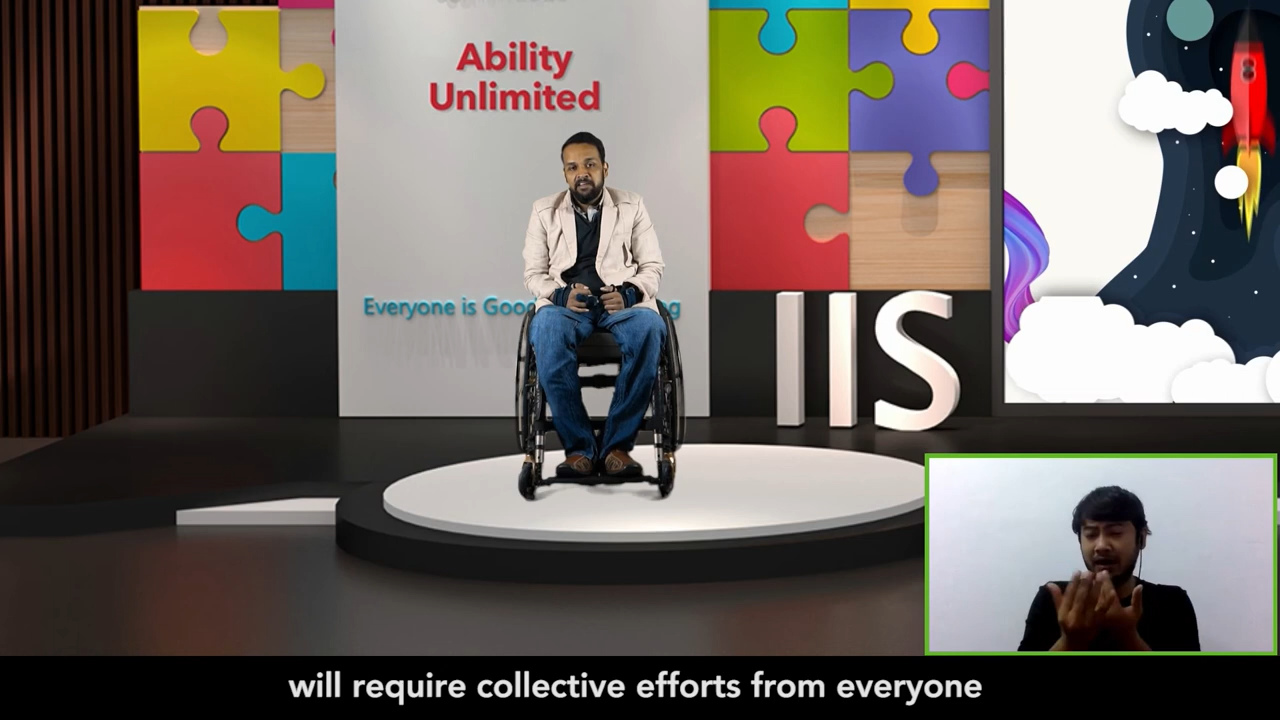 Ability
Unlimited
Everyone is Good
IIS
will require collective efforts from everyone